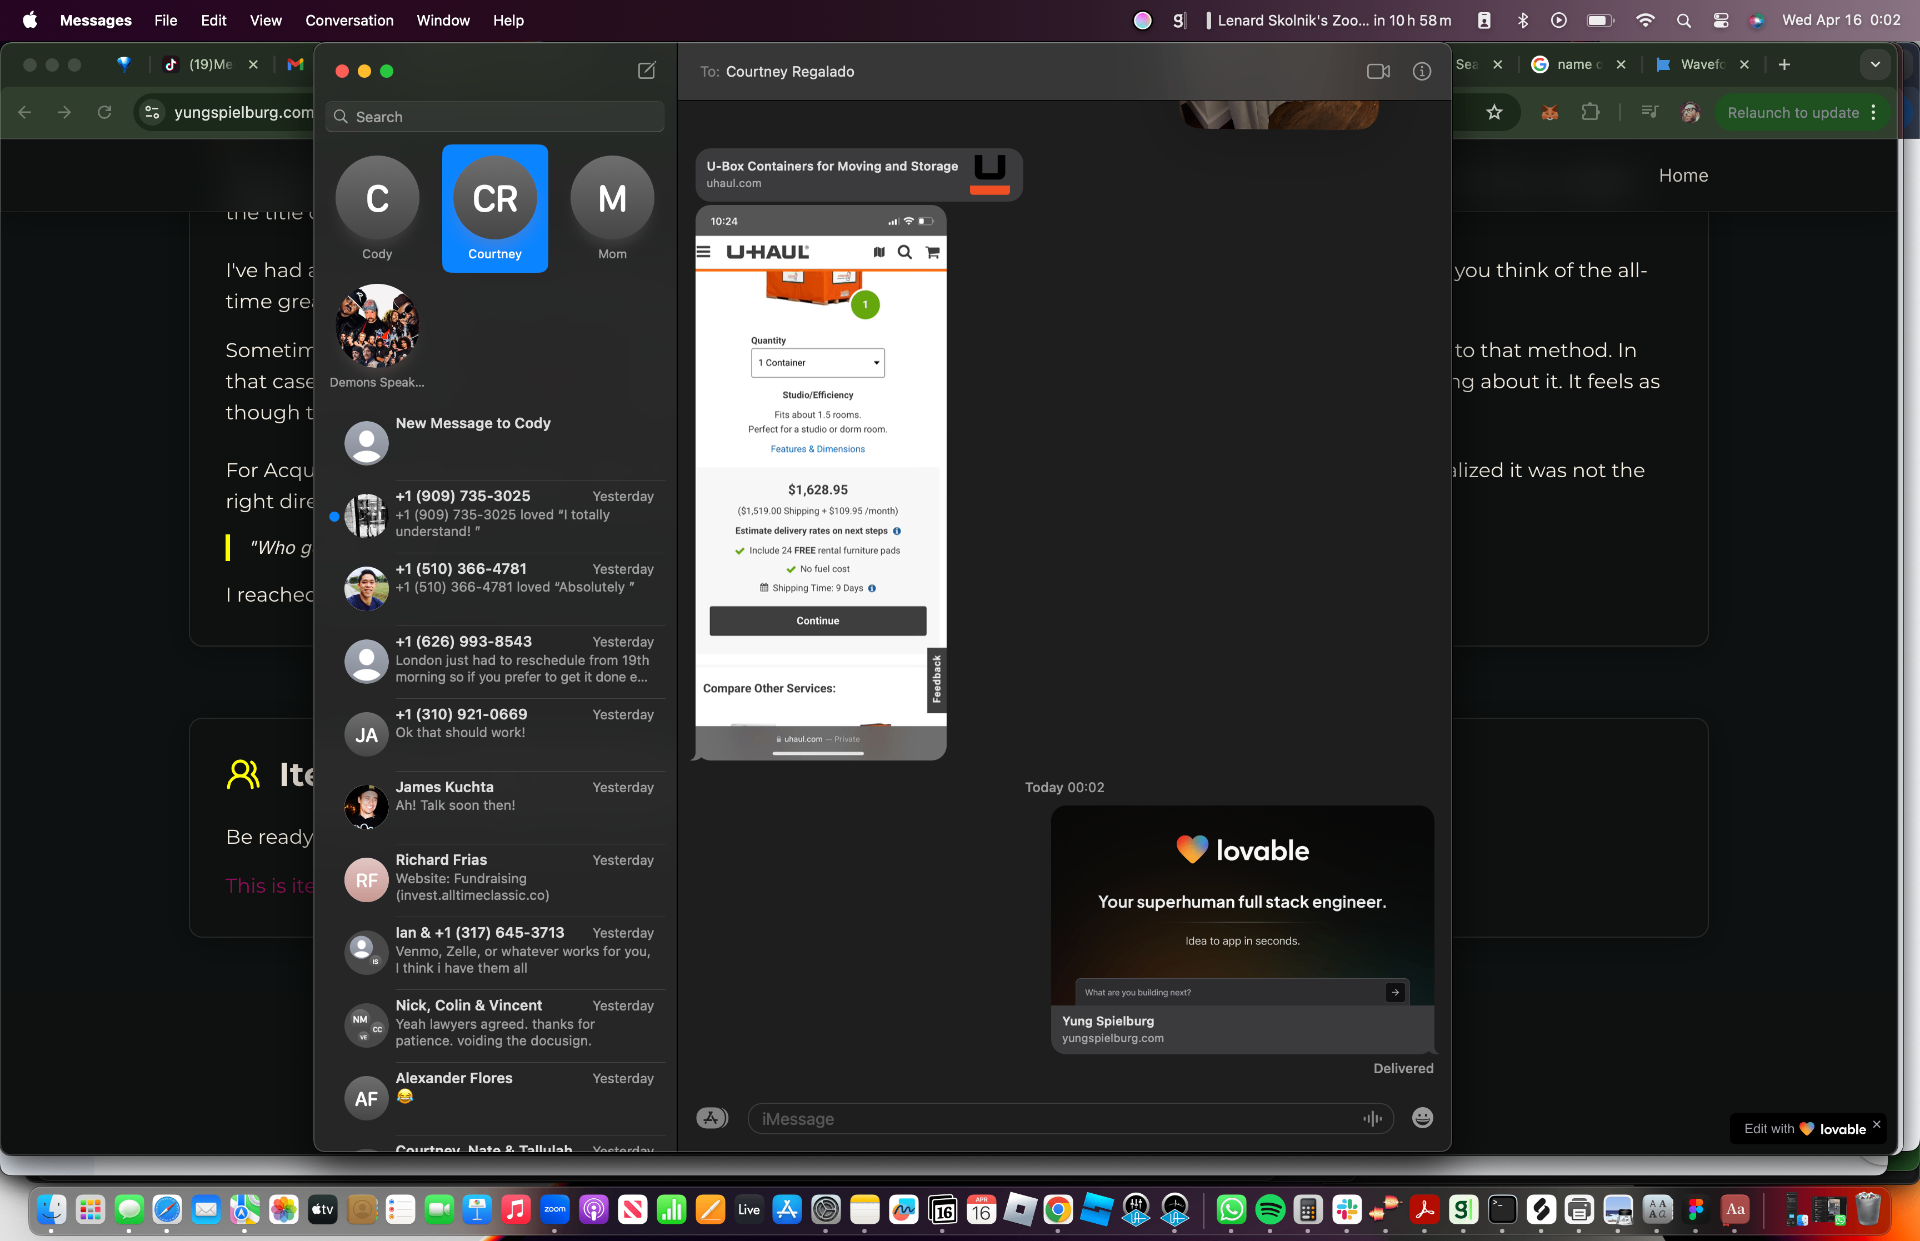 Messages File Edit View Conversation Window Help
Lenard Skolnik's Zoo... in 10 h 58 m
Wed Apr 16 0:02
(19)Me
Sea
name
Wavefo
yungspielburg.com
Relaunch to update
Home
the title
I've had
you think of the all-
time gre
Sometim
to that method. In
that case
ng about it. It feels as
though t
For Acqu
alized it was not the
right dire
"Who g
I reached
Ite
Be ready
This is ite
Search
C
Cody
CR
Courtney
M
Mom
Demons Speak...
New Message to Cody
+1 (909) 735-3025 Yesterday
+1 (909) 735-3025 loved “I totally
understand! ”
+1 (510) 366-4781 Yesterday
+1 (510) 366-4781 loved “Absolutely ”
+1 (626) 993-8543 Yesterday
London just had to reschedule from 19th
morning so if you prefer to get it done e...
JA
+1 (310) 921-0669 Yesterday
Ok that should work!
James Kuchta Yesterday
Ah! Talk soon then!
RF
Richard Frias Yesterday
Website: Fundraising
(invest.alltimeclassic.co)
IS
Ian & +1 (317) 645-3713 Yesterday
Venmo, Zelle, or whatever works for you,
I think i have them all
NM CC VE
Nick, Colin & Vincent Yesterday
Yeah lawyers agreed. thanks for
patience. voiding the docusign.
AF
Alexander Flores Yesterday
Courtney, Nate & Tallulah Yesterday
To: Courtney Regalado
U-Box Containers for Moving and Storage
uhaul.com
10:24
U-HAUL
1
Quantity
1 Container
Studio/Efficiency
Fits about 1.5 rooms.
Perfect for a studio or dorm room.
Features & Dimensions
$1,628.95
($1,519.00 Shipping + $109.95 /month)
Estimate delivery rates on next steps
Include 24 FREE rental furniture pads
No fuel cost
Shipping Time: 9 Days
Continue
Feedback
Compare Other Services:
uhaul.com — Private
Today 00:02
lovable
Your superhuman full stack engineer.
Idea to app in seconds.
What are you building next?
Yung Spielburg
yungspielburg.com
Delivered
iMessage
Edit with lovable
tv
zoom
Live
16
APR
16
Aa